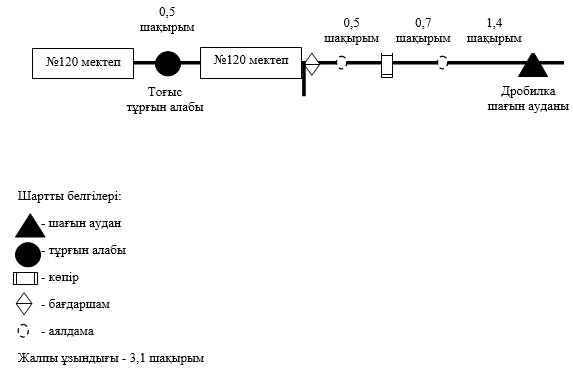 0,5
шақырым
0,5
шақырым
0,7
шақырым
1,4
шақырым
№120 мектеп
№120 мектеп
Тоғыс
тұрғын алабы
Дробилка
шағын ауданы
Шартты белгілері:
- шағын аудан
- тұрғын алабы
- көпір
- бағдаршам
- аялдама
Жалпы ұзындығы - 3,1 шақырым